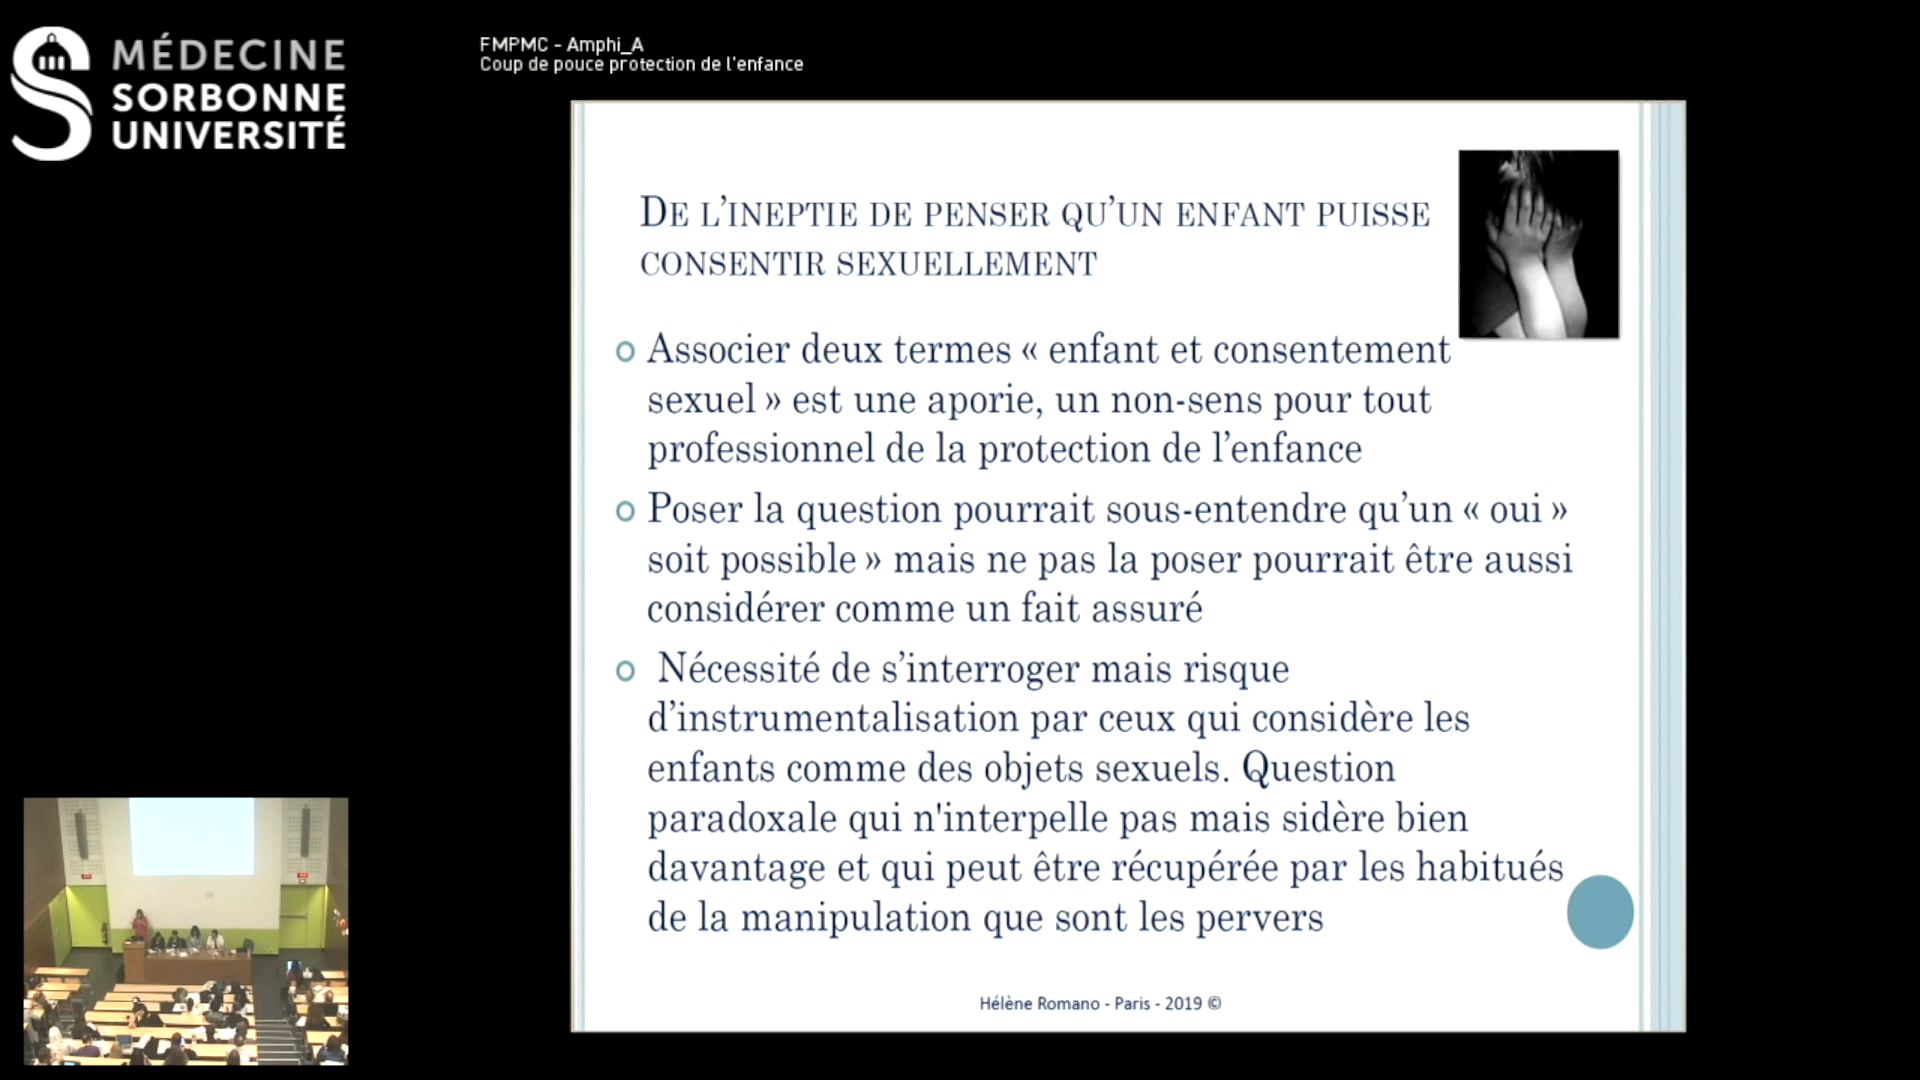 MÉDECINE
SORBONNE
UNIVERSITÉ
FMPMC - Amphi_A
Coup de pouce protection de l'enfance
DE L’INEPTIE DE PENSER QU’UN ENFANT PUISSE
CONSENTIR SEXUELLEMENT
Associer deux termes « enfant et consentement
sexuel » est une aporie, un non-sens pour tout
professionnel de la protection de l’enfance
Poser la question pourrait sous-entendre qu’un « oui »
soit possible » mais ne pas la poser pourrait être aussi
considérer comme un fait assuré
Nécessité de s’interroger mais risque
d’instrumentalisation par ceux qui considère les
enfants comme des objets sexuels. Question
paradoxale qui n'interpelle pas mais sidère bien
davantage et qui peut être récupérée par les habitués
de la manipulation que sont les pervers
Hélène Romano - Paris - 2019 ©